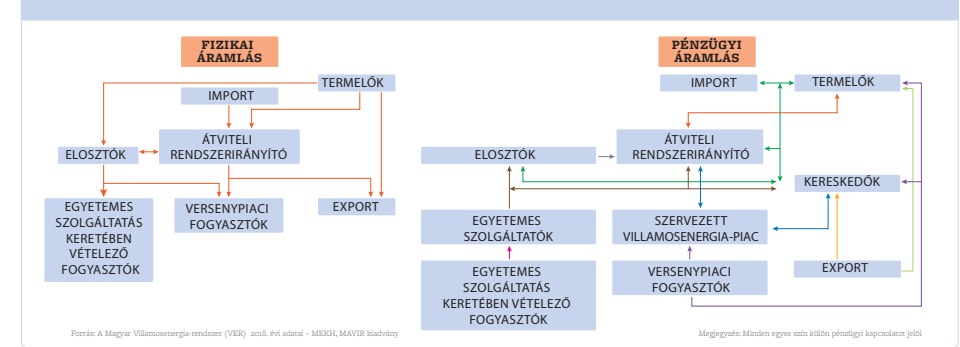 FIZIKAI
ÁRAMLÁS
TERMELŐK
IMPORT
ÁTVITELI
RENDSZERIRÁNYÍTÓ
ELOSZTÓK
EGYETEMES
SZOLGÁLTATÁS
KERETÉBEN
VÉTELEZŐ
FOGYASZTÓK
VERSENYPIACI
FOGYASZTÓK
EXPORT
PÉNZÜGYI
ÁRAMLÁS
IMPORT
TERMELŐK
ELOSZTÓK
ÁTVITELI
RENDSZERIRÁNYÍTÓ
KERESKEDŐK
EGYETEMES
SZOLGÁLTATÓK
SZERVEZETT
VILLAMOSENERGIA-PIAC
EGYETEMES
SZOLGÁLTATÁS
KERETÉBEN VÉTELEZŐ
FOGYASZTÓK
VERSENYPIACI
FOGYASZTÓK
EXPORT
Forrás: A Magyar Villamosenergia-rendszer (VER) 2018. évi adatai – MEKH, MAVIR kiadvány
Megjegyzés: Minden egyes szín külön pénzügyi kapcsolatot jelöl